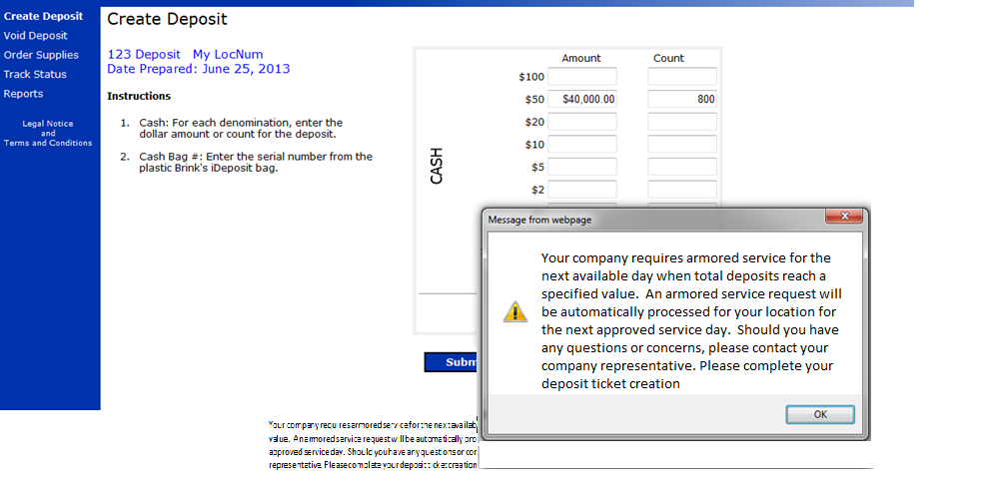 Create Deposit
Void Deposit
Order Supplies
Track Status
Reports
Legal Notice
and
Terms and Conditions
Create Deposit
123 Deposit My LocNum
Date Prepared: June 25, 2013
Instructions
1. Cash: For each denomination, enter the
dollar amount or count for the deposit.
2. Cash Bag #: Enter the serial number from the
plastic Brink's iDeposit bag.
CASH
Amount Count
$100
$50 $40,000.00 800
$20
$10
$5
$2
Subm
Message from webpage
Your company requires armored service for the
next available day when total deposits reach a
specified value. An armored service request will
be automatically processed for your location for
the next approved service day. Should you have
any questions or concerns, please contact your
company representative. Please complete your
deposit ticket creation
OK
Your company requires armored service for the next availab
value. An armored service request will be automatically pro
approved service day. Should you have any questions or con
representative. Please complete your deposit ticket creation